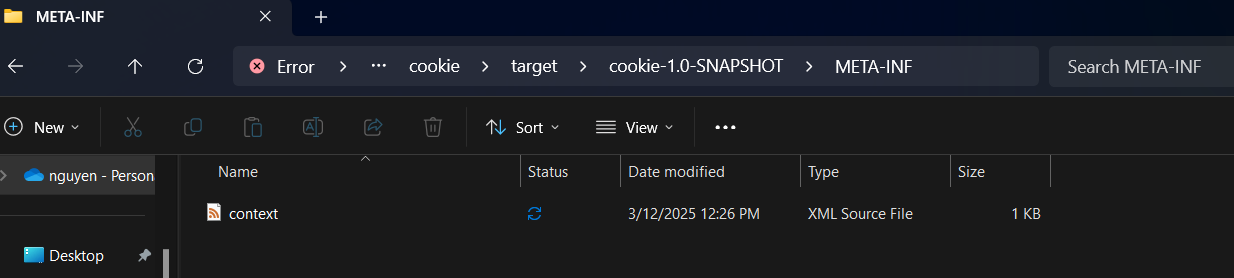 META-INF
Error > ... cookie > target > cookie-1.0-SNAPSHOT > META-INF
Search META-INF
New
Sort
View
nguyen - Person
Name Status Date modified Type Size
context 3/12/2025 12:26 PM XML Source File 1 KB
Desktop